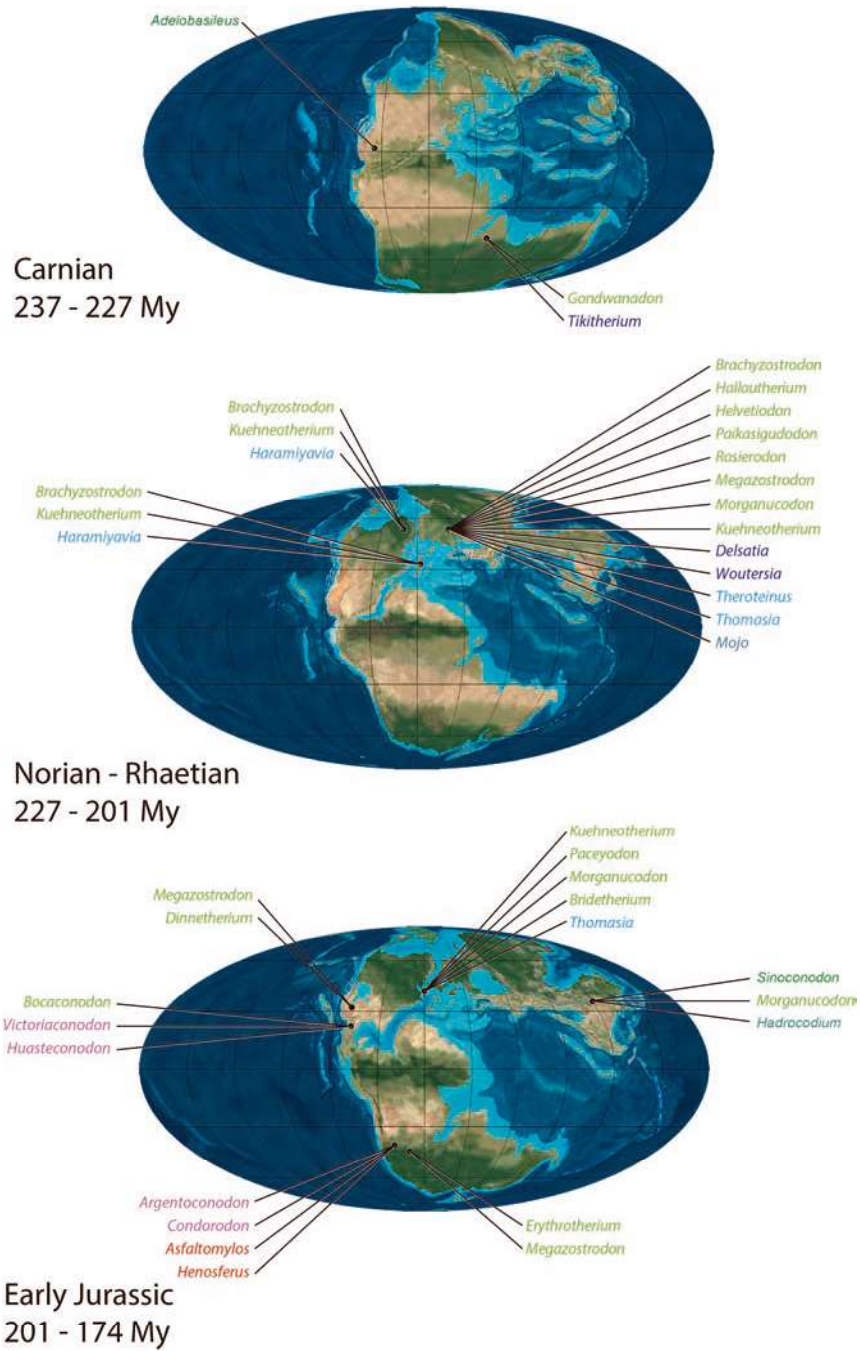 Adelobasileus
Carnian
237 - 227 My
Gondwanadon
Tikitherium
Brachyzostrodon
Hallautherium
Helvetiodon
Paikasigudodon
Rosierodon
Megazostrodon
Morganucodon
Kuehneotherium
Delsatia
Woutersia
Theroteinus
Thomasia
Mojo
Brachyzostrodon
Kuehneotherium
Haramiyavia
Brachyzostrodon
Kuehneotherium
Haramiyavia
Norian - Rhaetian
227 - 201 My
Kuehneotherium
Paceyodon
Morganucodon
Bridetherium
Thomasia
Megazostrodon
Dinnetherium
Sinoconodon
Morganucodon
Hadrocodium
Bocaconodon
Victoriaconodon
Huasteconodon
Argentoconodon
Condorodon
Asfaltomylos
Henosferus
Erythrotherium
Megazostrodon
Early Jurassic
201 - 174 My